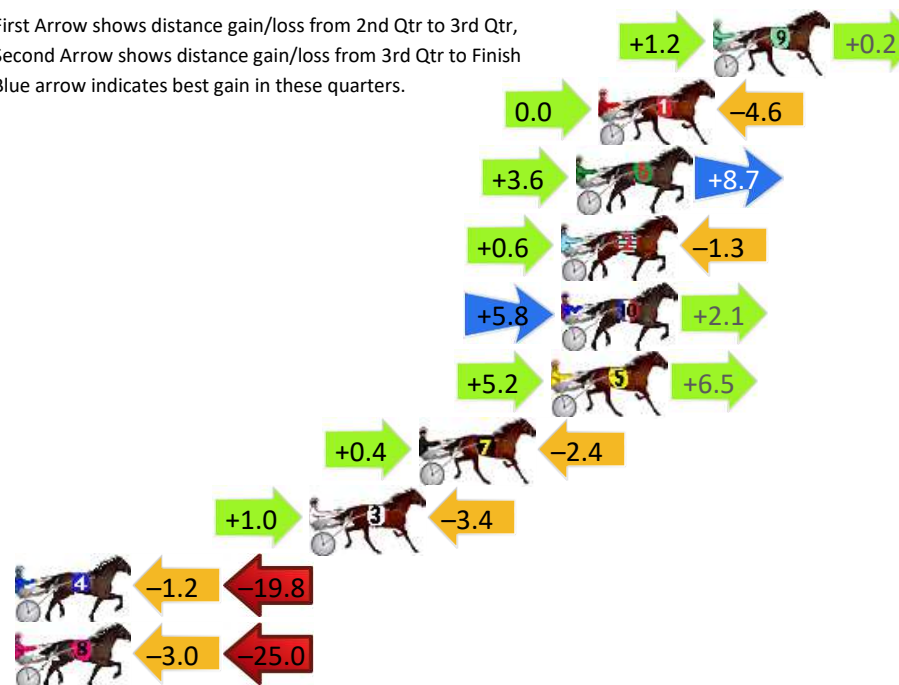 First Arrow shows distance gain/loss from 2nd Qtr to 3rd Qtr,
Second Arrow shows distance gain/loss from 3rd Qtr to Finish
Blue arrow indicates best gain in these quarters.
+1.2 9 +0.2
0.0 1 –4.6
+3.6 +8.7
+0.6 2 –1.3
+5.8 10 +2.1
+5.2 5 +6.5
+0.4 7 –2.4
+1.0 3 –3.4
4 –1.2 –19.8
8 –3.0 –25.0